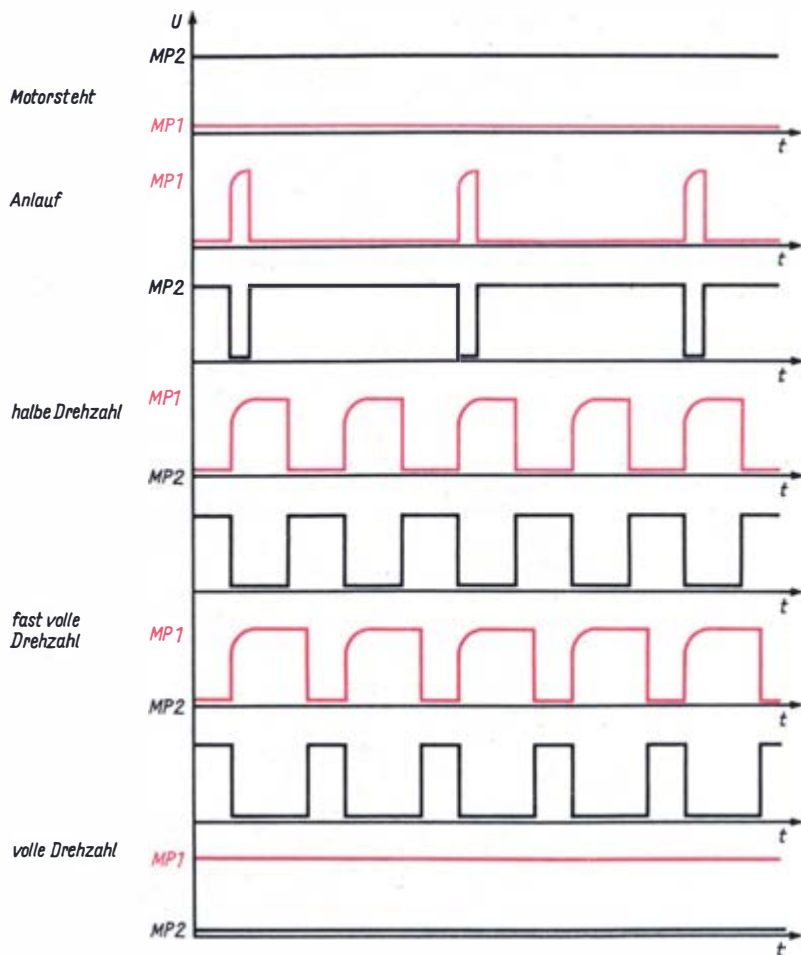 U
MP2
Motorsteht
MP1
t
MP1
Anlauf
t
MP2
t
MP1
halbe Drehzahl
MP2
t
t
fast volle
Drehzahl
MP1
MP2
t
t
volle Drehzahl
MP1
MP2
t